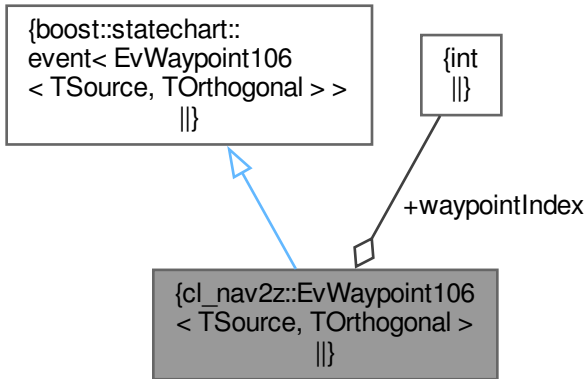 {boost::statechart::
event< EvWaypoint106
< TSource, TOrthogonal > >
||}
{int
||}
+waypointIndex
{cl_nav2z::EvWaypoint106
< TSource, TOrthogonal >
||}